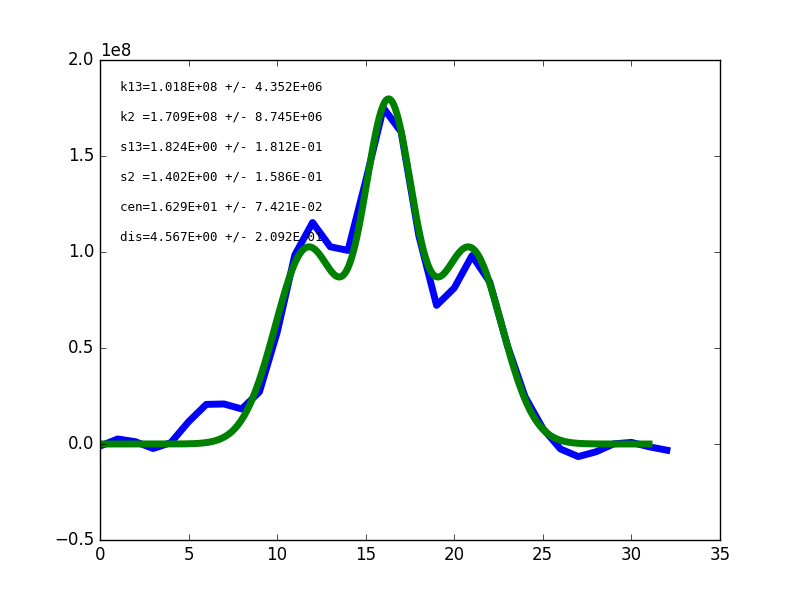 1e8
2.0
k13=1.018E+08 +/- 4.352E+06
k2 =1.709E+08 +/- 8.745E+06
1.5
s13=1.824E+00 +/- 1.812E-01
s2 =1.402E+00 +/- 1.586E-01
cen=1.629E+01 +/- 7.421E-02
dis=4.567E+00 +/- 2.092E-01
1.0
0.5
0.0
−0.5
0 5 10 15 20 25 30 35